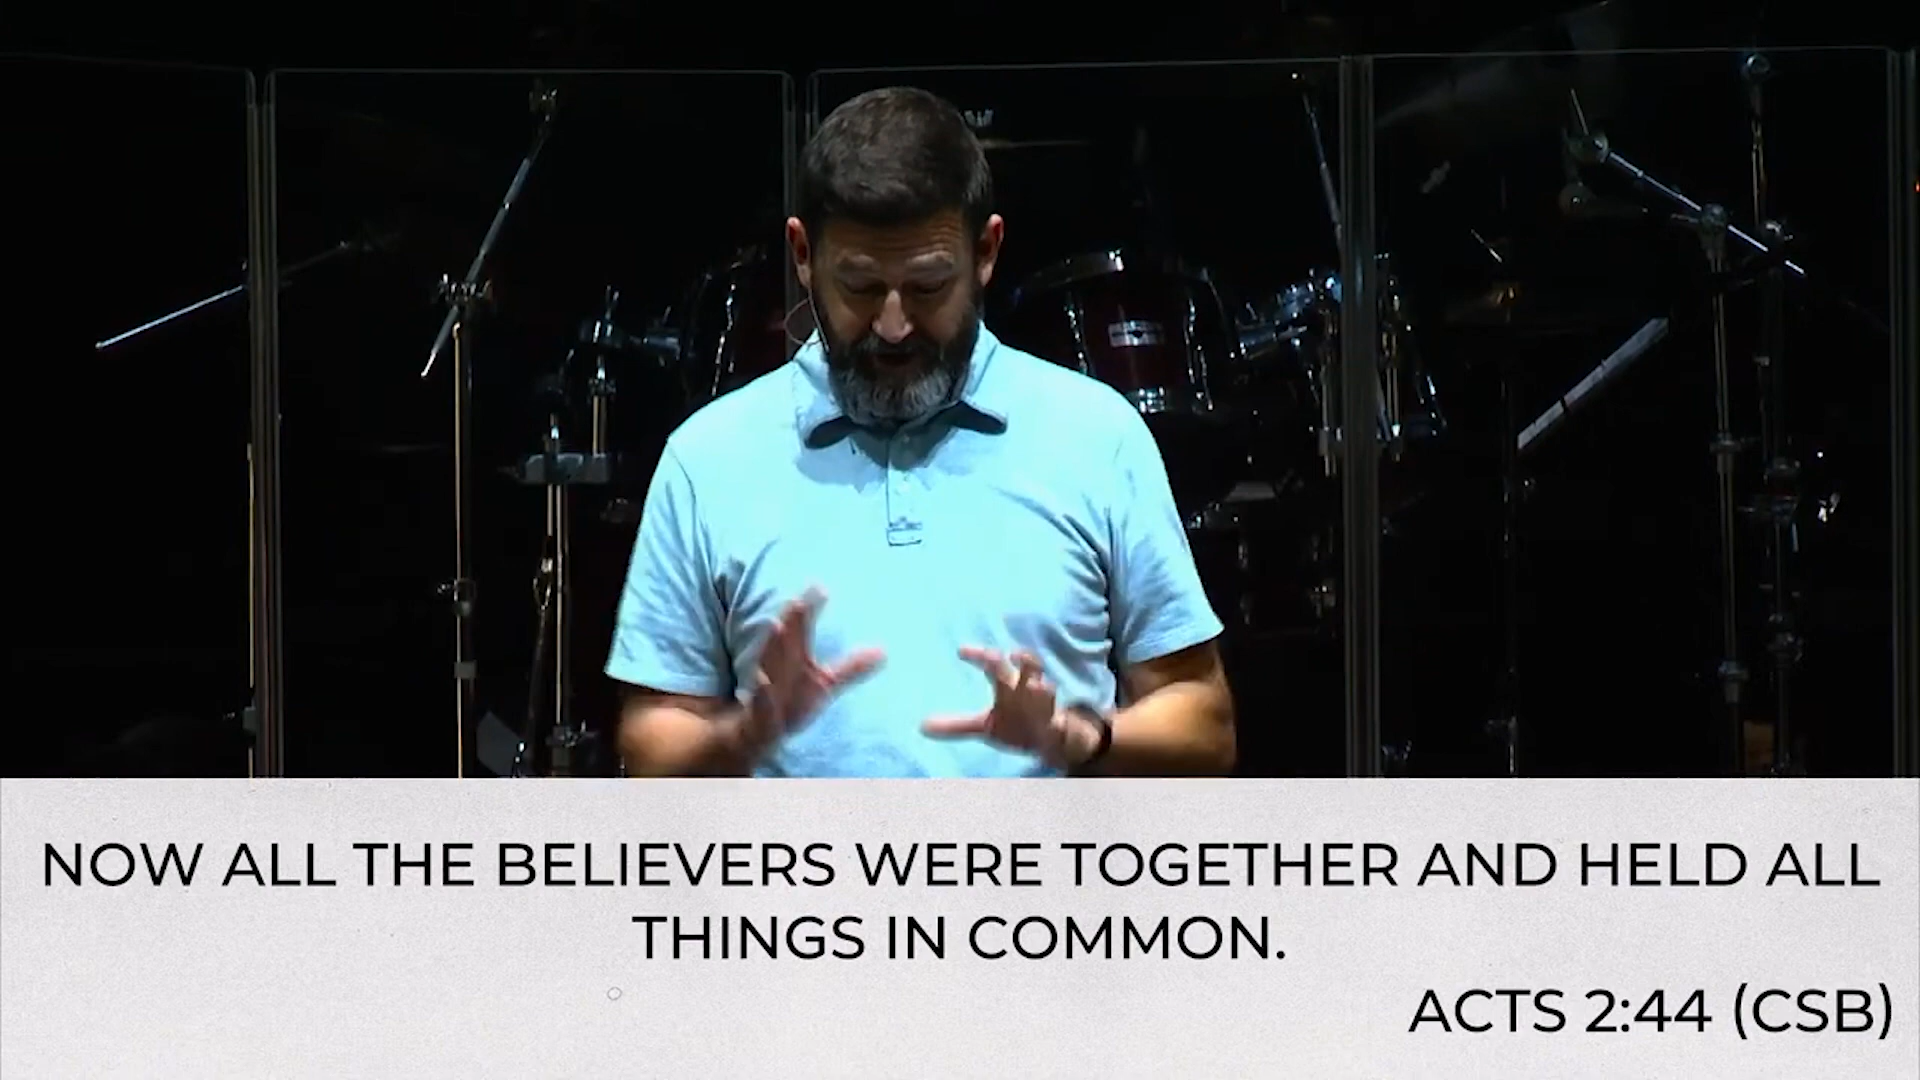 NOW ALL THE BELIEVERS WERE TOGETHER AND HELD ALL
THINGS IN COMMON.
ACTS 2:44 (CSB)